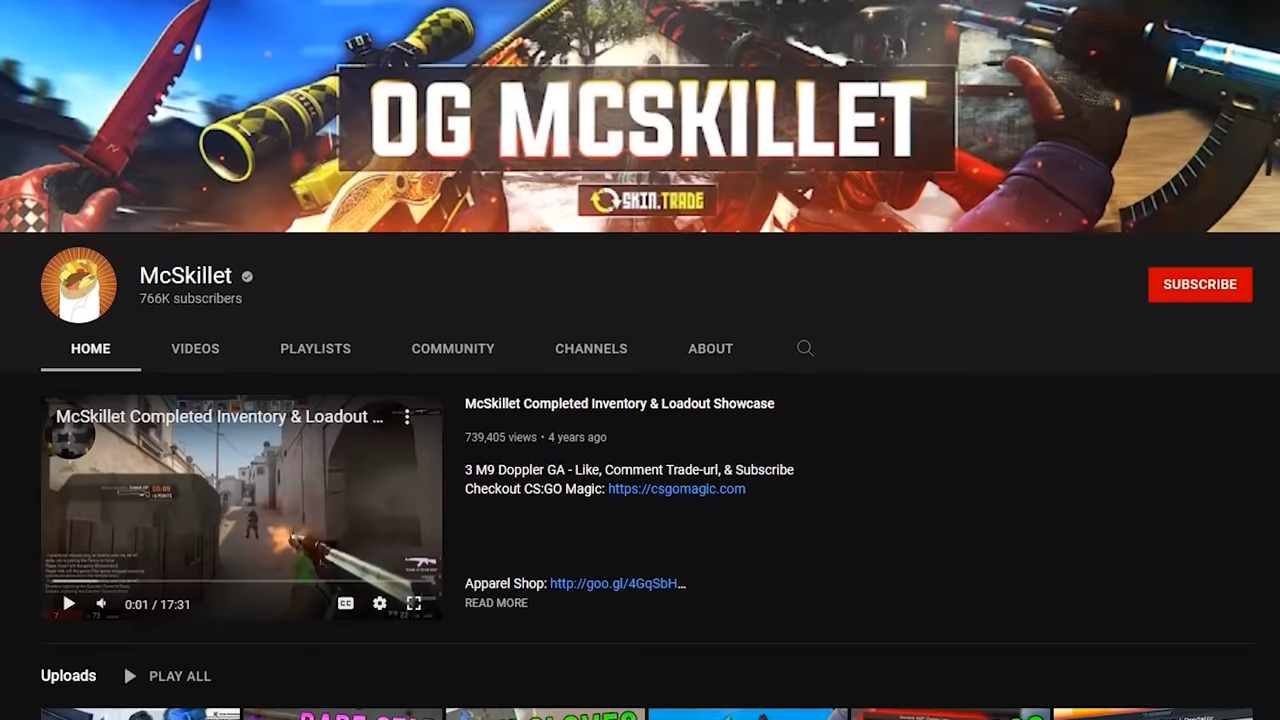 OG MCSKILLET
SKIN.TRADE
McSkillet
766K subscribers
SUBSCRIBE
HOME
VIDEOS
PLAYLISTS
COMMUNITY
CHANNELS
ABOUT
McSkillet Completed Inventory & Loadout ...
0:01 / 17:31
CC
McSkillet Completed Inventory & Loadout Showcase
739,405 views • 4 years ago
3 M9 Doppler GA - Like, Comment Trade-url, & Subscribe
Checkout CS:GO Magic: https://csgomagic.com
Apparel Shop: http://goo.gl/4GqSbH...
READ MORE
Uploads
PLAY ALL